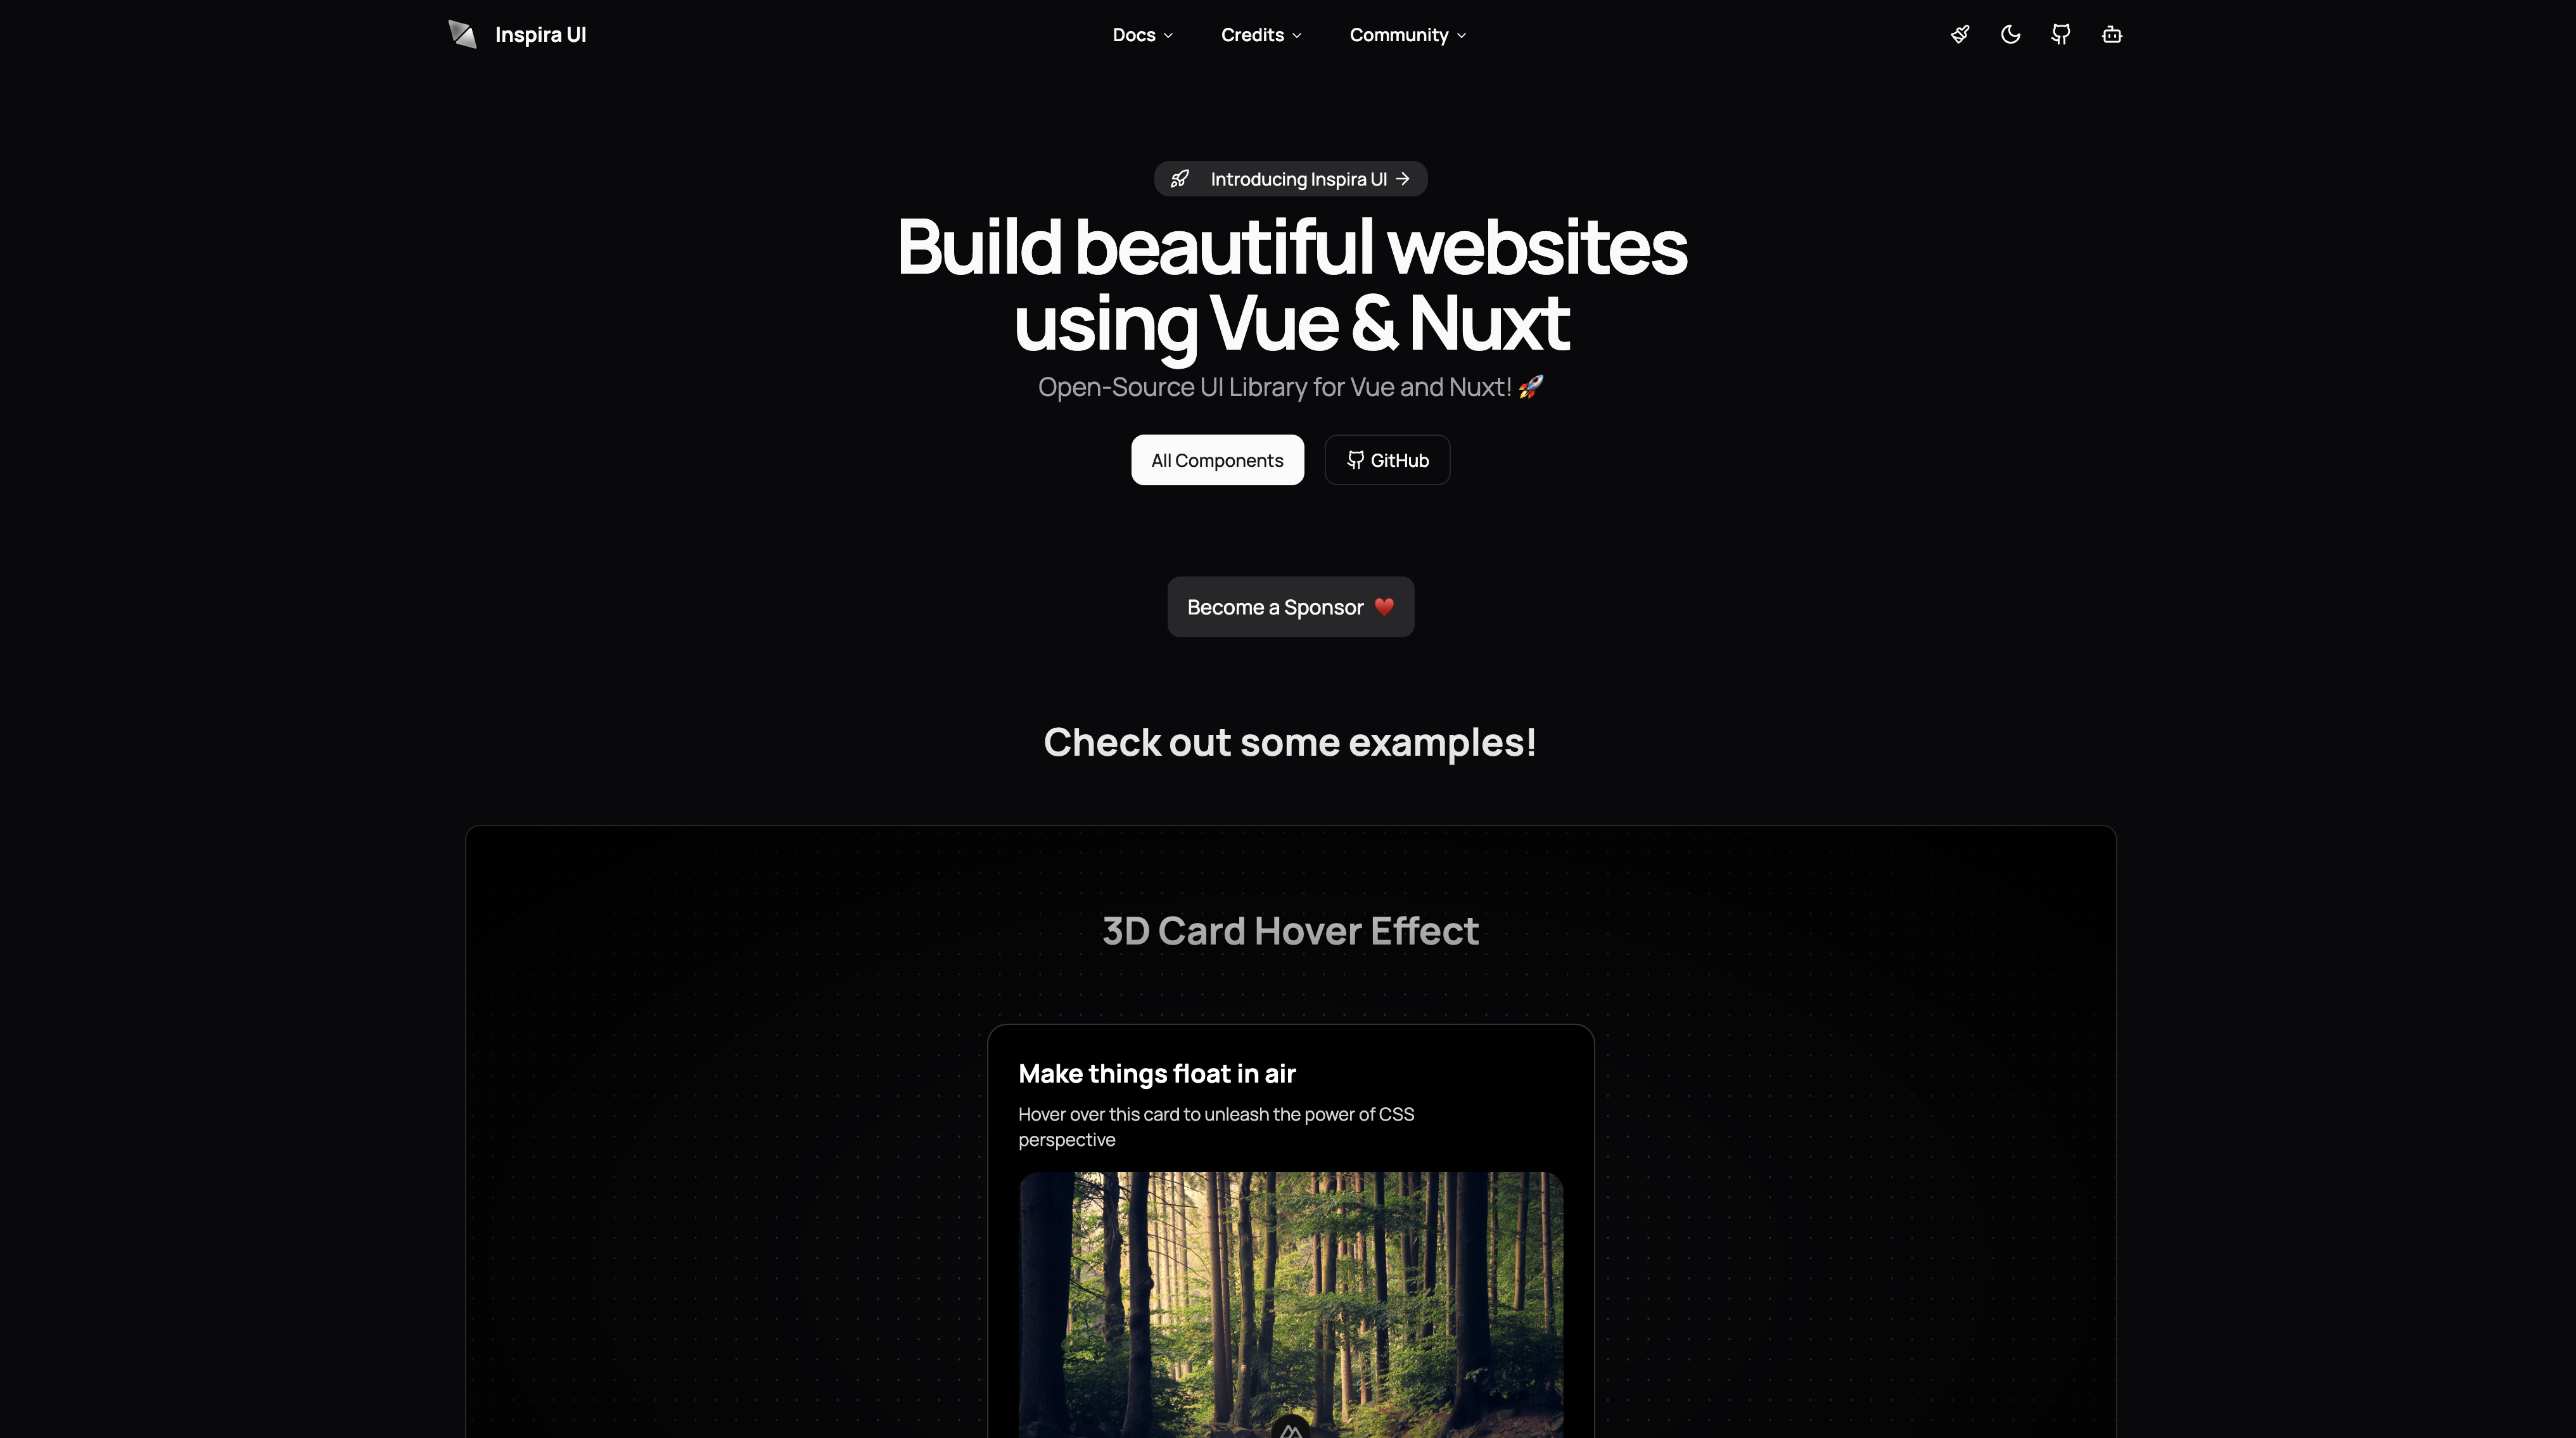 Inspira UI
Docs
Credits
Community
Introducing Inspira UI →
Build beautiful websites
using Vue & Nuxt
Open-Source UI Library for Vue and Nuxt! 🚀
All Components
GitHub
Become a Sponsor ♥️
Check out some examples!
3D Card Hover Effect
Make things float in air
Hover over this card to unleash the power of CSS
perspective